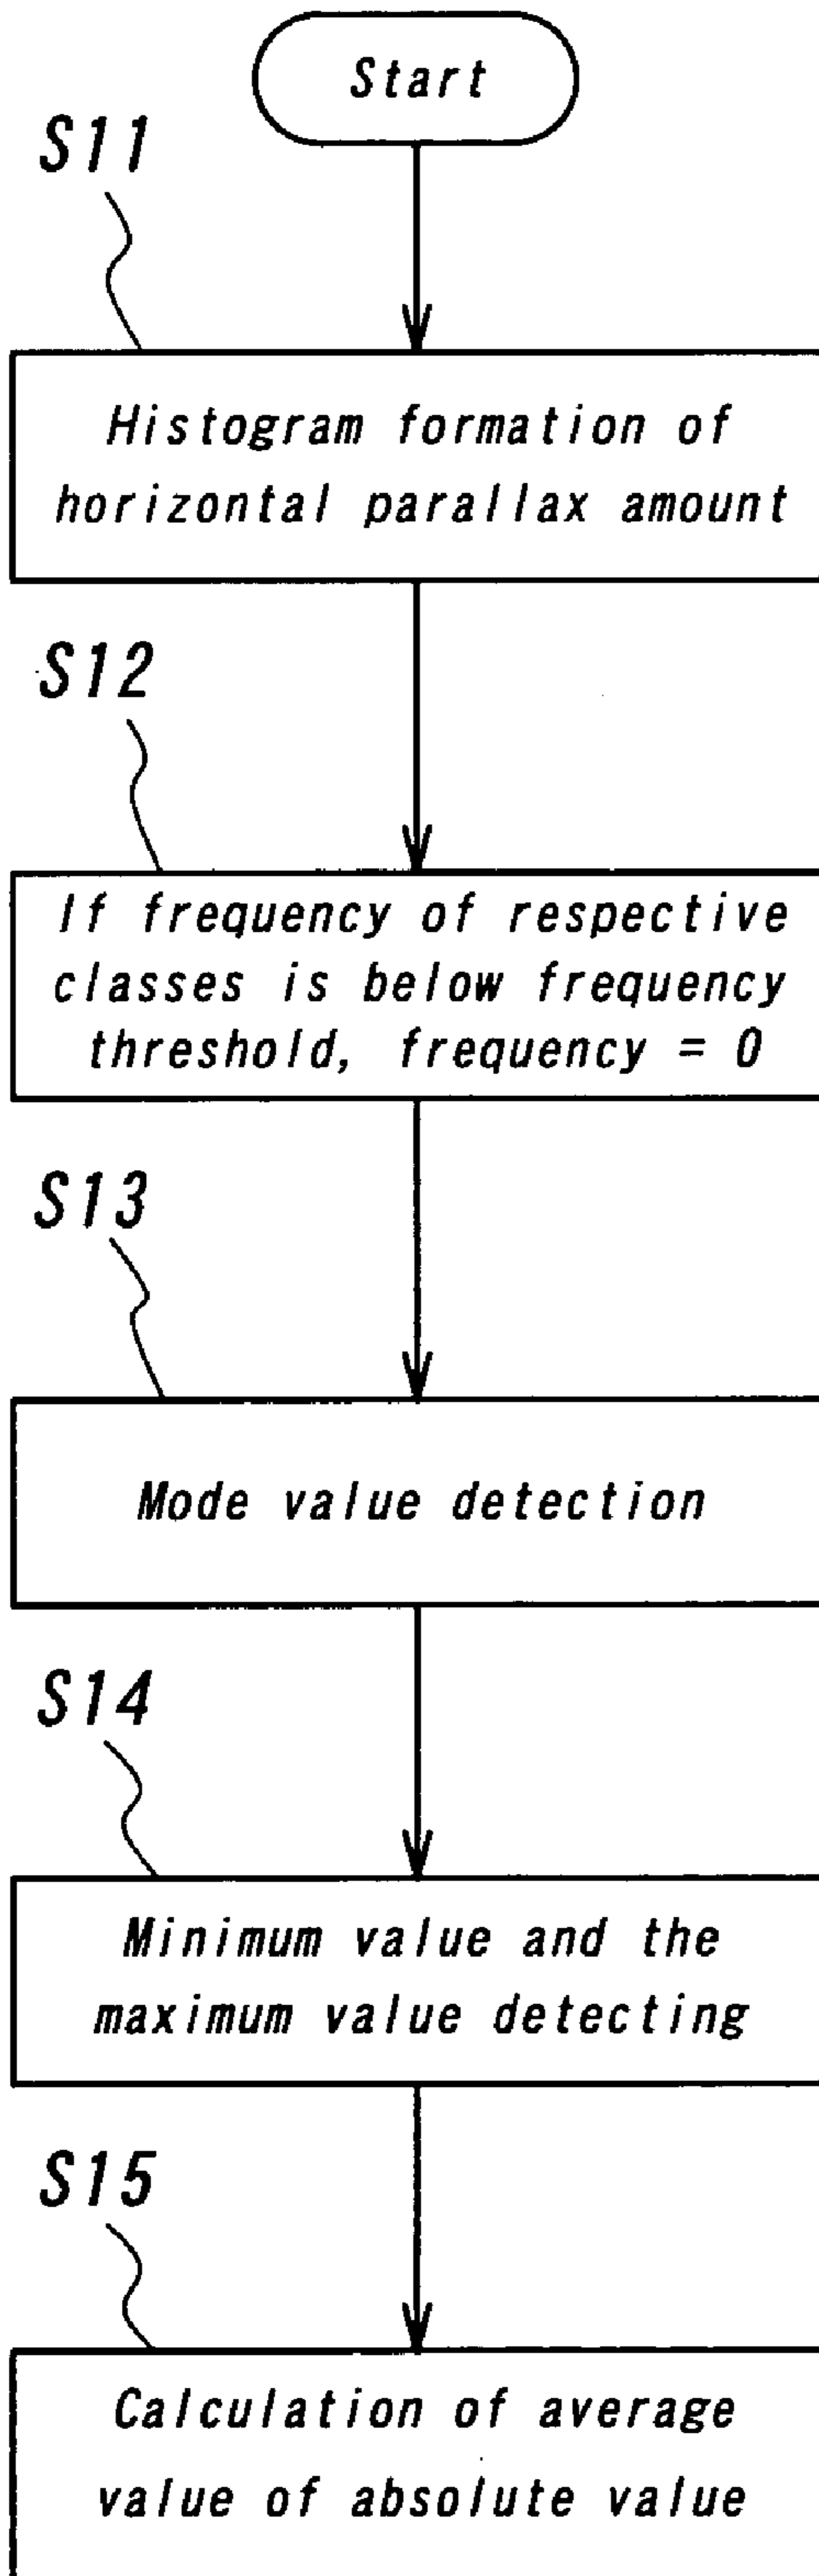 Start
S11
Histogram formation of
horizontal parallax amount
S12
If frequency of respective
classes is below frequency
threshold, frequency = 0
S13
Mode value detection
S14
Minimum value and the
maximum value detecting
S15
Calculation of average
value of absolute value